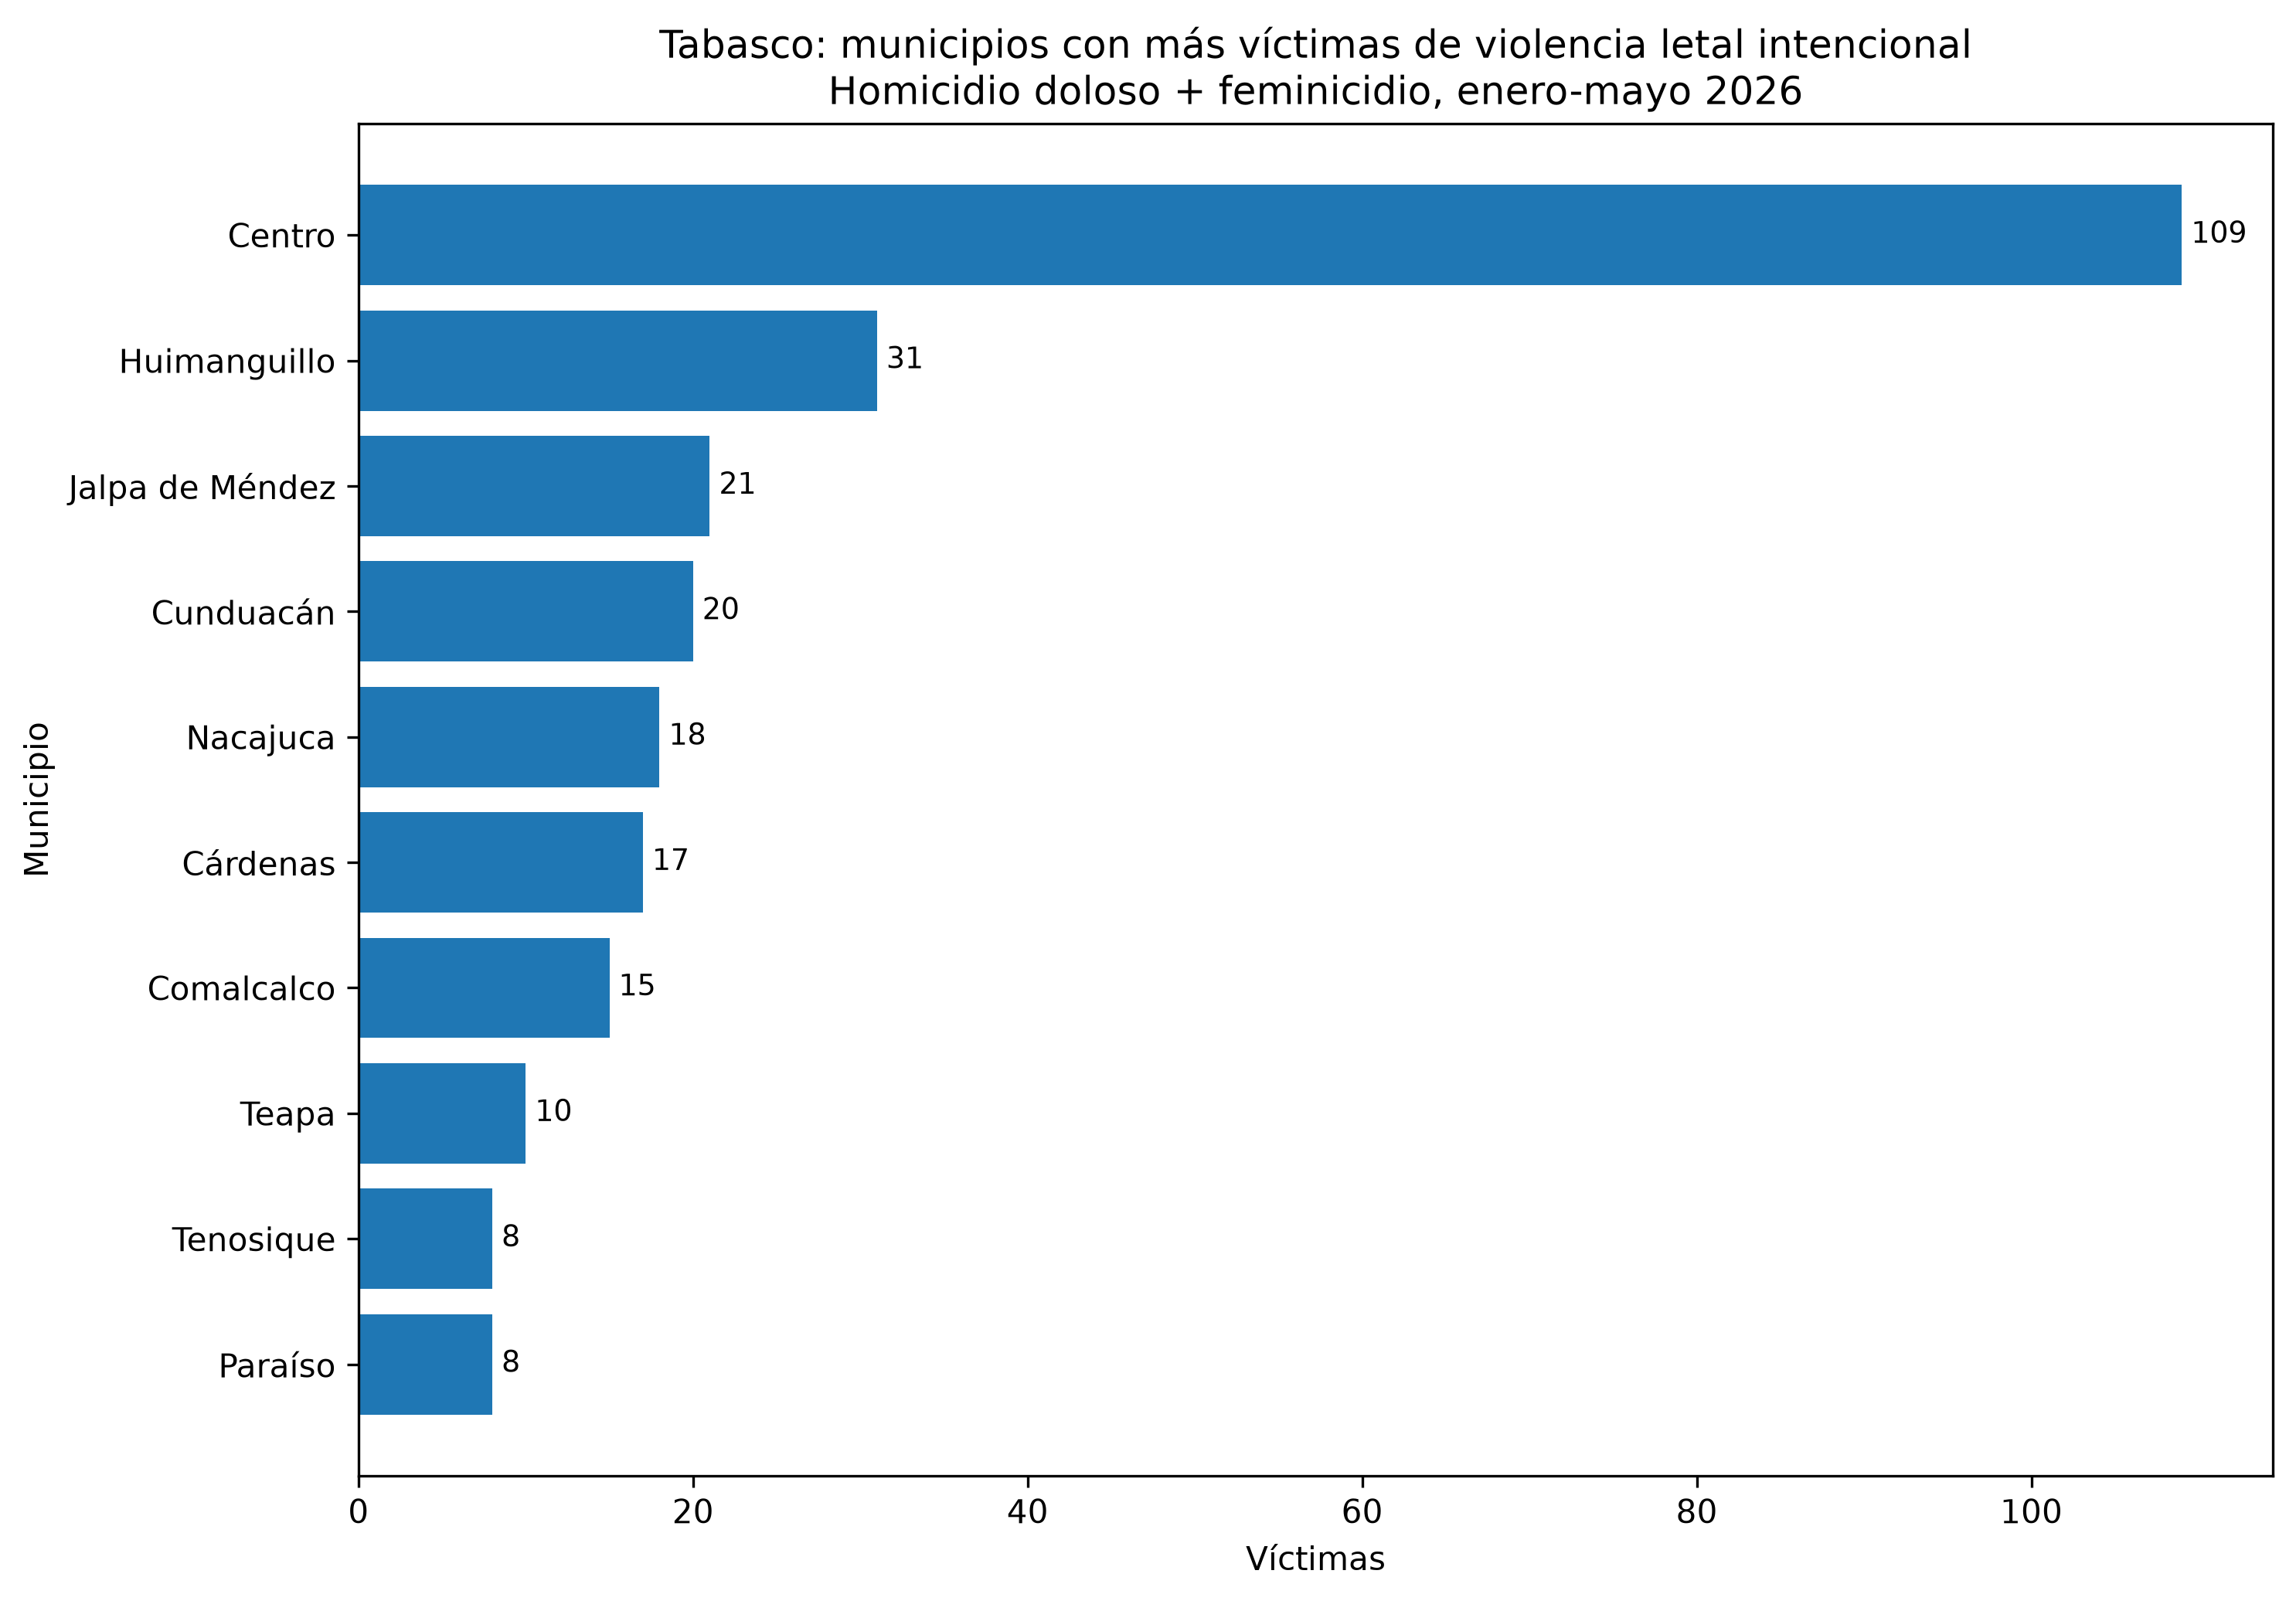 Tabasco: municipios con más víctimas de violencia letal intencional
Homicidio doloso + feminicidio, enero-mayo 2026
Municipio
Centro 109
Huimanguillo 31
Jalpa de Méndez 21
Cunduacán 20
Nacajuca 18
Cárdenas 17
Comalcalco 15
Teapa 10
Tenosique 8
Paraíso 8
0 20 40 60 80 100
Víctimas